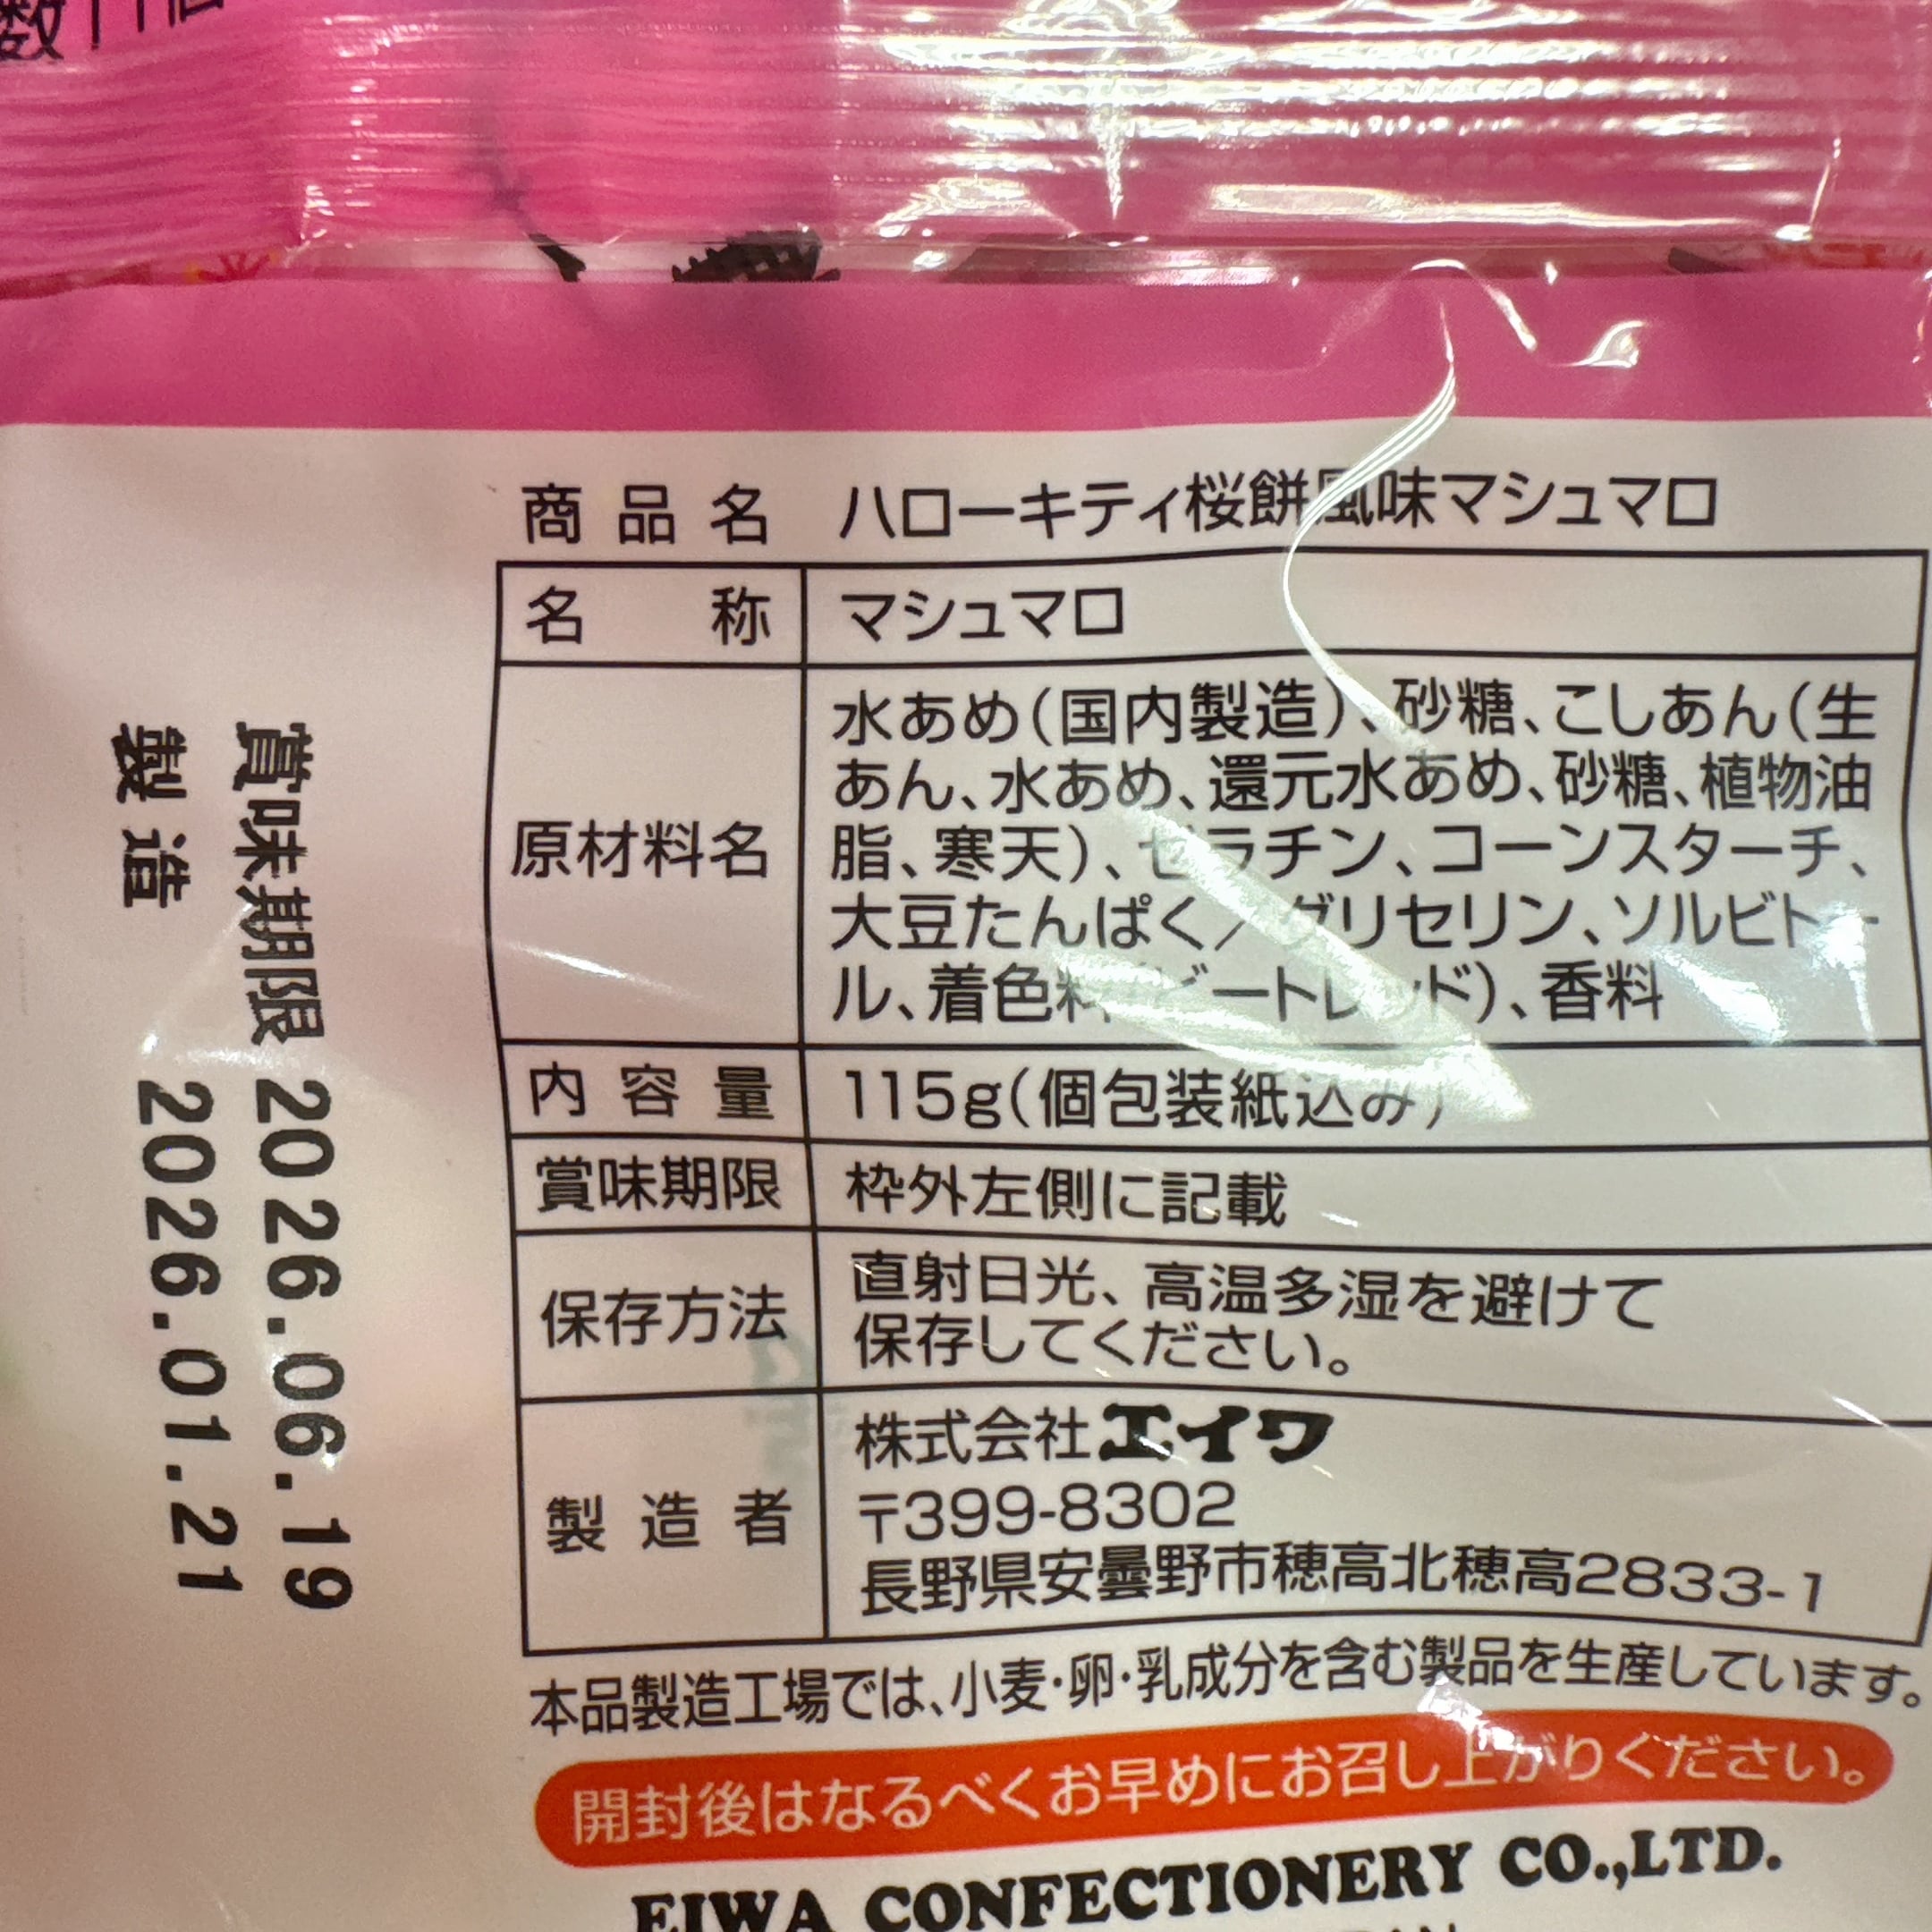 商品名 ハローキティ桜餅風味マシュマロ
名称 マシュマロ
原材料名 水あめ(国内製造)、砂糖、こしあん(生
あん、水あめ、還元水あめ、砂糖、植物油
脂、寒天)、ゼラチン、コーンスターチ、
大豆たんぱく／グリセリン、ソルビトー
ル、着色料(ビートレッド)、香料
内容量 115g(個包装紙込み)
賞味期限 枠外左側に記載
保存方法 直射日光、高温多湿を避けて
保存してください。
製造者 株式会社エイワ
〒399-8302
長野県安曇野市穂高北穂高2833-1
本品製造工場では、小麦・卵・乳成分を含む製品を生産しています。
開封後はなるべくお早めにお召し上がりください。
EIWA CONFECTIONERY CO.,LTD.
賞味期限 2026.06.19
製造 2026.01.21